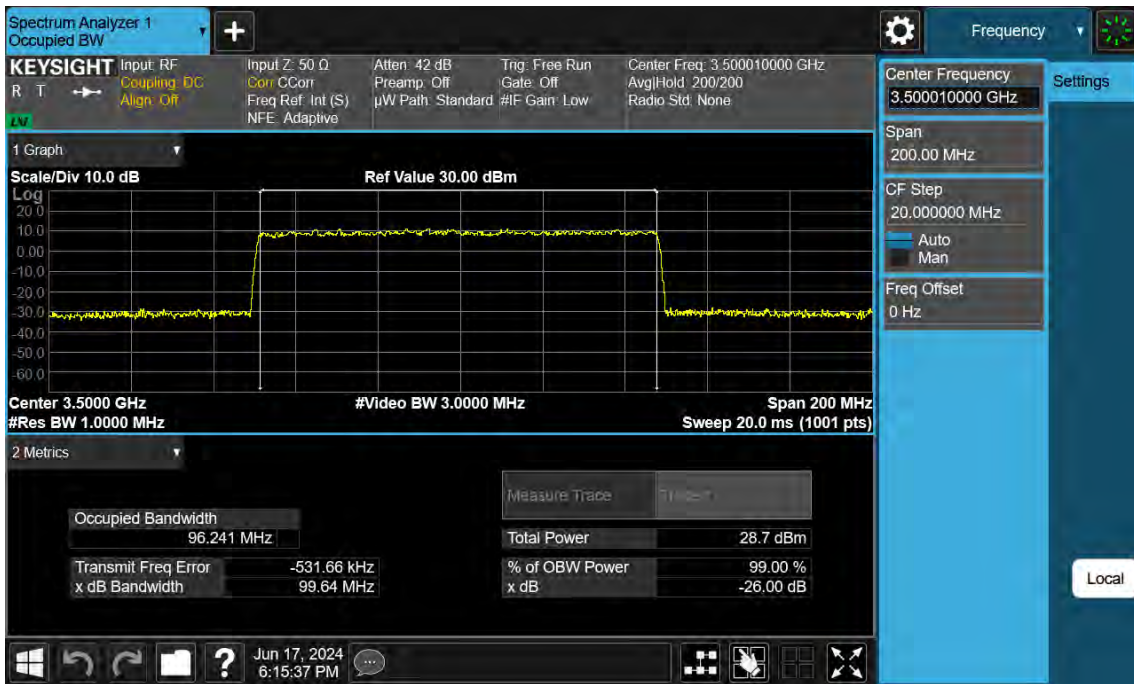 Spectrum Analyzer 1
Occupied BW
Frequency
KEYSIGHT
R T
LXI
Input: RF
Coupling: DC
Align: Off
Input Z: 50 Ω
Corr CCorr
Freq Ref: Int (S)
NFE: Adaptive
Atten: 42 dB
Preamp: Off
µW Path: Standard
Trig: Free Run
Gate: Off
#IF Gain: Low
Center Freq: 3.500010000 GHz
Avg|Hold: 200/200
Radio Std: None
Center Frequency
3.500010000 GHz
Settings
Span
200.00 MHz
CF Step
20.000000 MHz
Auto
Man
Freq Offset
0 Hz
1 Graph
Scale/Div 10.0 dB
Ref Value 30.00 dBm
Log
20.0
10.0
0.00
-10.0
-20.0
-30.0
-40.0
-50.0
-60.0
Center 3.5000 GHz
#Video BW 3.0000 MHz
Span 200 MHz
#Res BW 1.0000 MHz
Sweep 20.0 ms (1001 pts)
2 Metrics
Measure Trace
Trace 1
Occupied Bandwidth
96.241 MHz
Total Power 28.7 dBm
Transmit Freq Error -531.66 kHz
% of OBW Power 99.00 %
x dB Bandwidth 99.64 MHz
x dB -26.00 dB
Local
?
Jun 17, 2024
6:15:37 PM